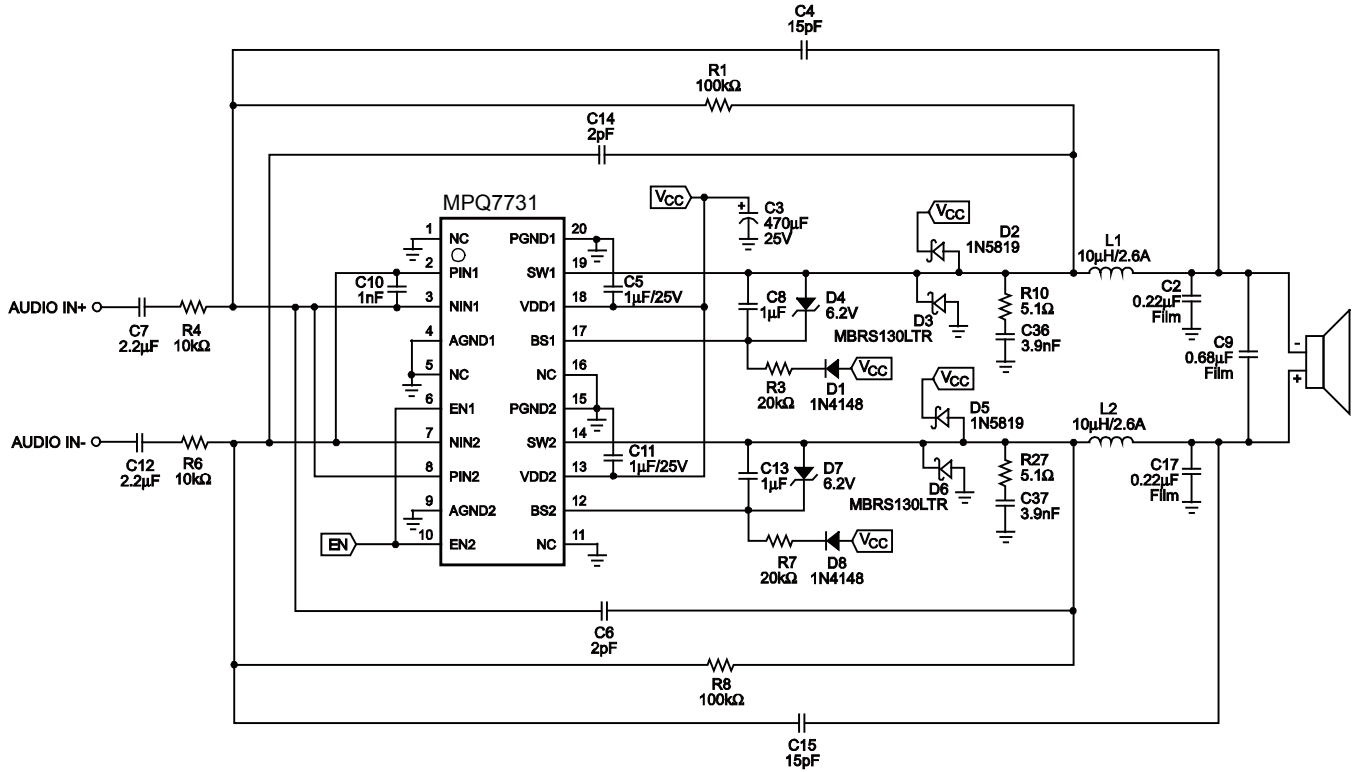 C4
15pF
R1
100kΩ
C14
2pF
MPQ7731
VCC
C3
470μF
25V
+
VCC
D2
1N5819
L1
10μH/2.6A
1
NC
PGND1
20
2
PIN1
SW1
19
3
NIN1
VDD1
18
4
AGND1
BS1
17
5
NC
NC
16
6
EN1
PGND2
15
7
NIN2
SW2
14
8
PIN2
VDD2
13
9
AGND2
BS2
12
10
EN2
NC
11
C10
1nF
C5
1μF/25V
C8
1μF
D4
6.2V
D3
MBRS130LTR
R10
5.1Ω
C36
3.9nF
C2
0.22μF
Film
C9
0.68μF
Film
-
+
AUDIO IN+
C7
2.2μF
R4
10kΩ
R3
20kΩ
D1
1N4148
VCC
VCC
D5
1N5819
L2
10μH/2.6A
AUDIO IN-
C12
2.2μF
R6
10kΩ
C11
1μF/25V
C13
1μF
D7
6.2V
D6
MBRS130LTR
R27
5.1Ω
C37
3.9nF
C17
0.22μF
Film
EN
R7
20kΩ
D8
1N4148
VCC
C6
2pF
R8
100kΩ
C15
15pF